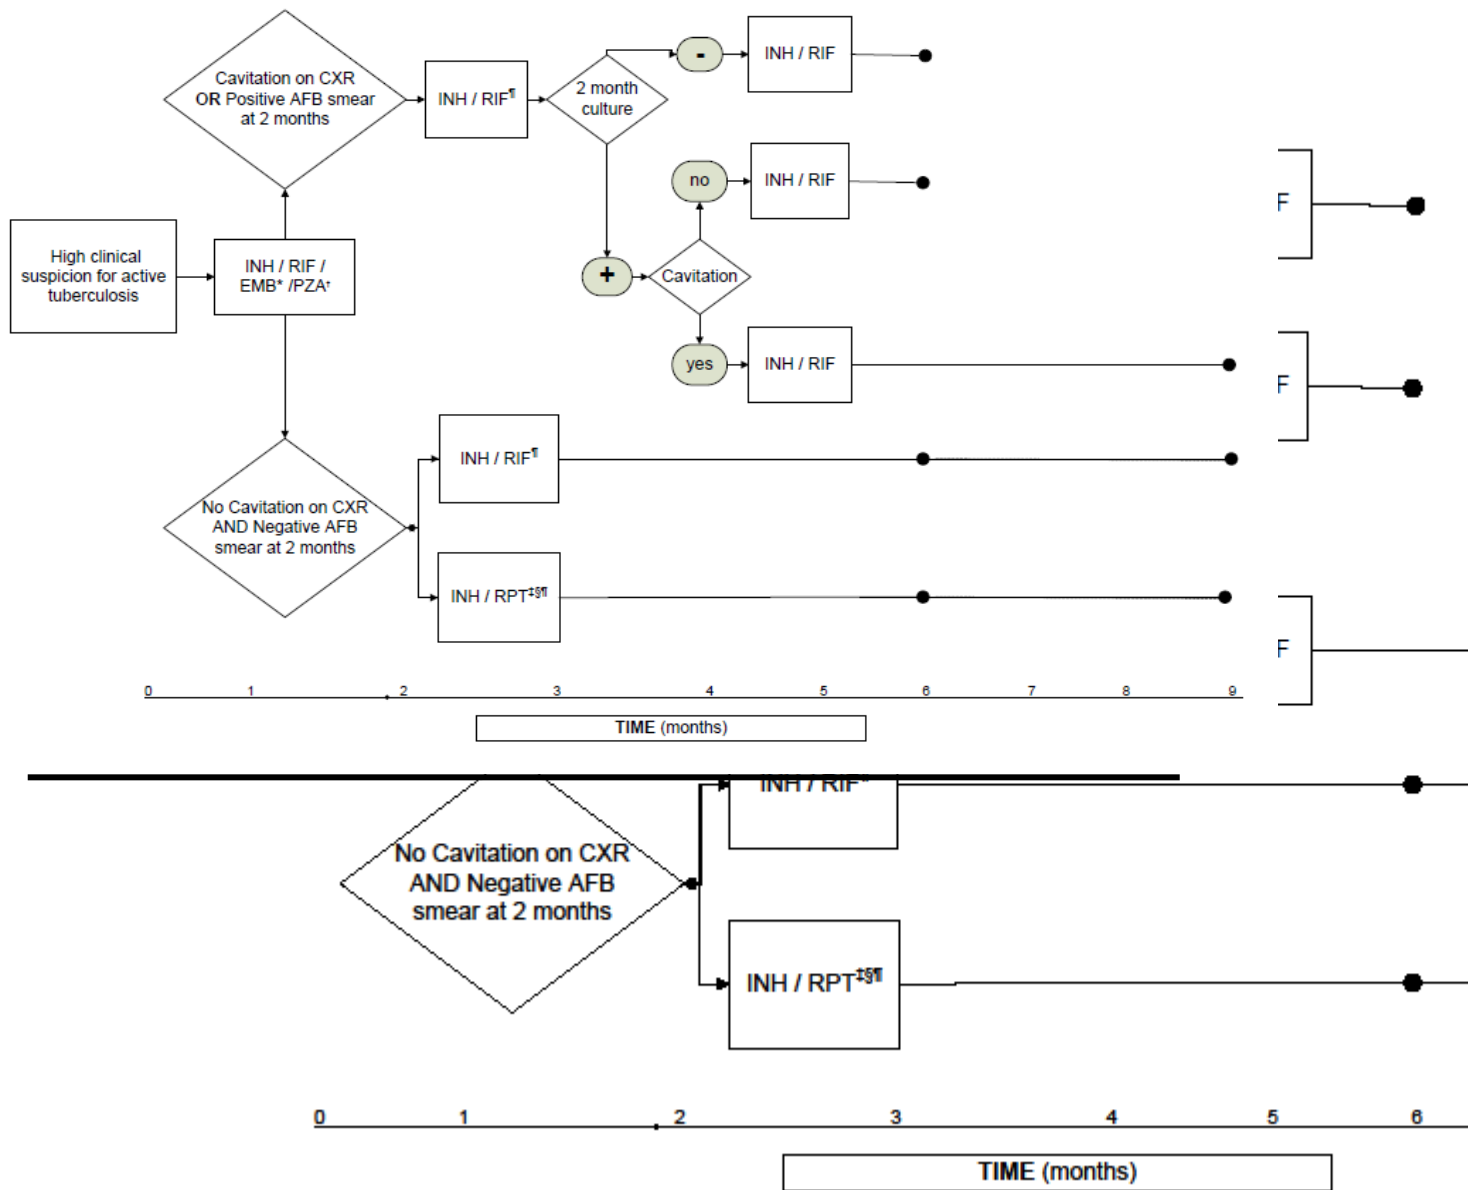 Cavitation on CXR
OR Positive AFB smear
at 2 months
INH / RIF¶
2 month
culture
-
INH / RIF
no
INH / RIF
High clinical
suspicion for active
tuberculosis
INH / RIF /
EMB* /PZA†
+
Cavitation
yes
INH / RIF
No Cavitation on CXR
AND Negative AFB
smear at 2 months
INH / RIF¶
INH / RPT‡§¶
0 1 2 3 4 5 6 7 8 9
TIME (months)
F
F
F
INH / RIF
No Cavitation on CXR
AND Negative AFB
smear at 2 months
INH / RPT‡§¶
0 1 2 3 4 5 6
TIME (months)